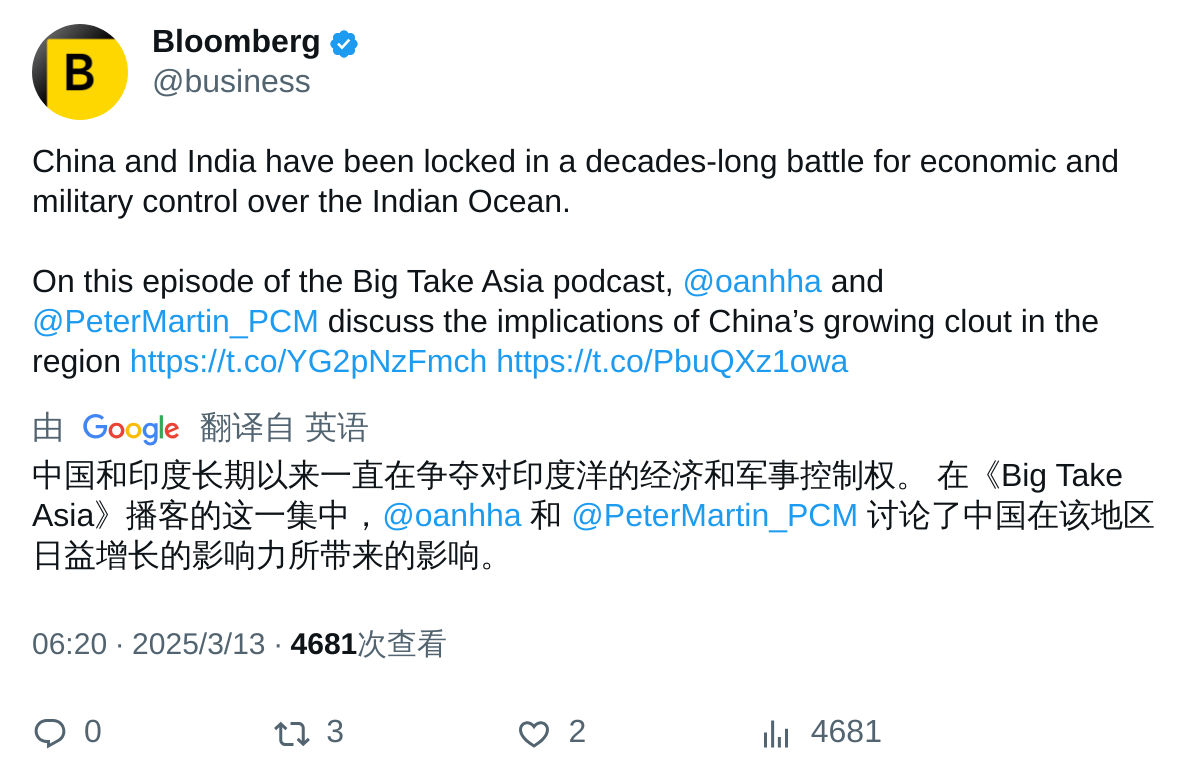 B
Bloomberg
@business
China and India have been locked in a decades-long battle for economic and
military control over the Indian Ocean.
On this episode of the Big Take Asia podcast, @oanhha and
@PeterMartin_PCM discuss the implications of China’s growing clout in the
region https://t.co/YG2pNzFmch https://t.co/PbuQXz1owa
由 Google 翻译自 英语
中国和印度长期以来一直在争夺对印度洋的经济和军事控制权。 在《Big Take
Asia》播客的这一集中，@oanhha 和 @PeterMartin_PCM 讨论了中国在该地区
日益增长的影响力所带来的影响。
06:20 · 2025/3/13 · 4681次查看
0 3 2 4681